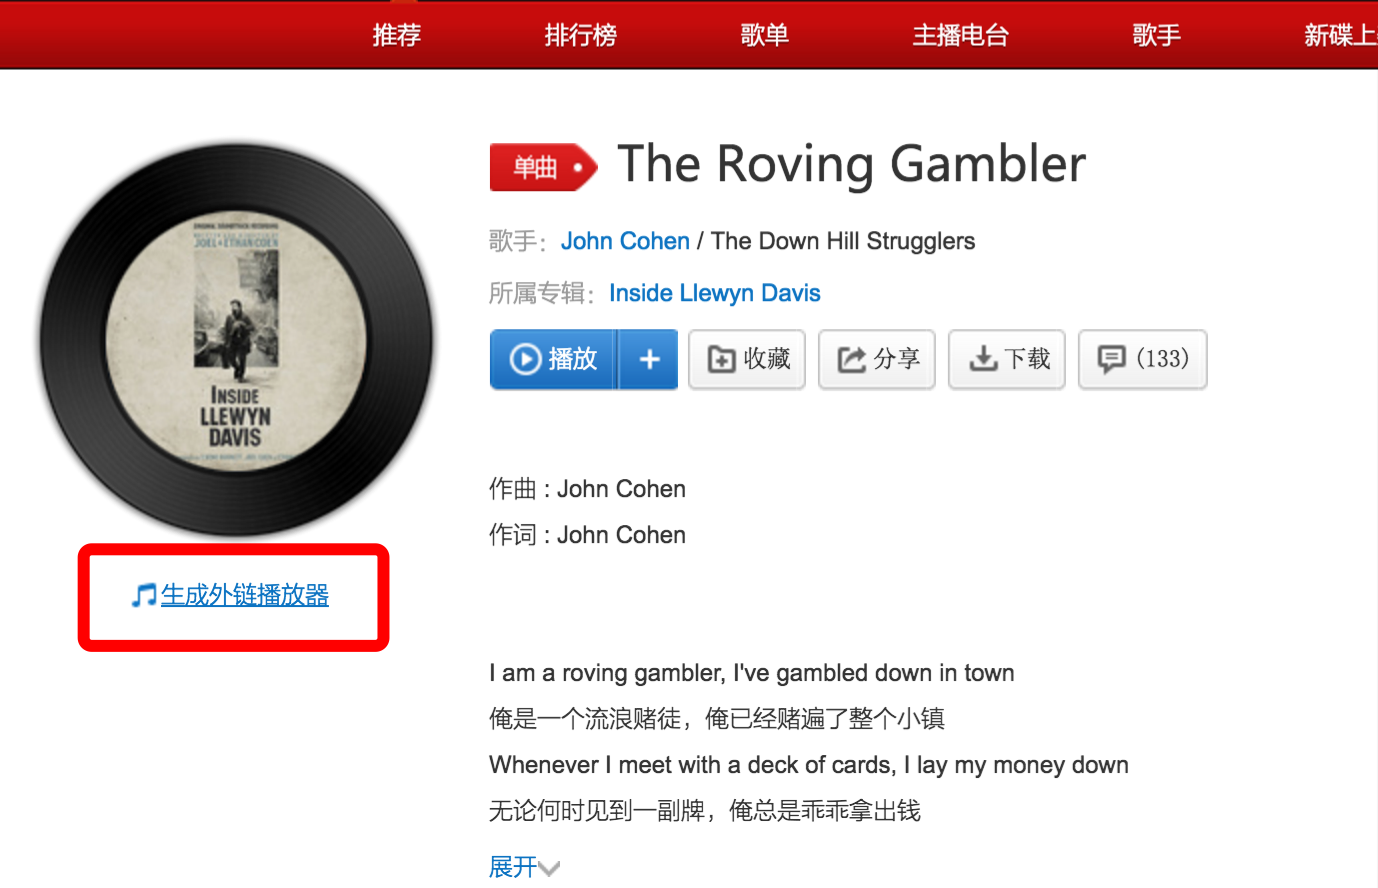 推荐 排行榜 歌单 主播电台 歌手 新碟上
ORIGINAL SOUNDTRACK RECORDING
JOEL & ETHAN COEN
INSIDE
LLEWYN
DAVIS
生成外链播放器
单曲 The Roving Gambler
歌手：John Cohen / The Down Hill Strugglers
所属专辑：Inside Llewyn Davis
播放 + 收藏 分享 下载 (133)
作曲 : John Cohen
作词 : John Cohen
I am a roving gambler, I've gambled down in town
俺是一个流浪赌徒，俺已经赌遍了整个小镇
Whenever I meet with a deck of cards, I lay my money down
无论何时见到一副牌，俺总是乖乖拿出钱
展开